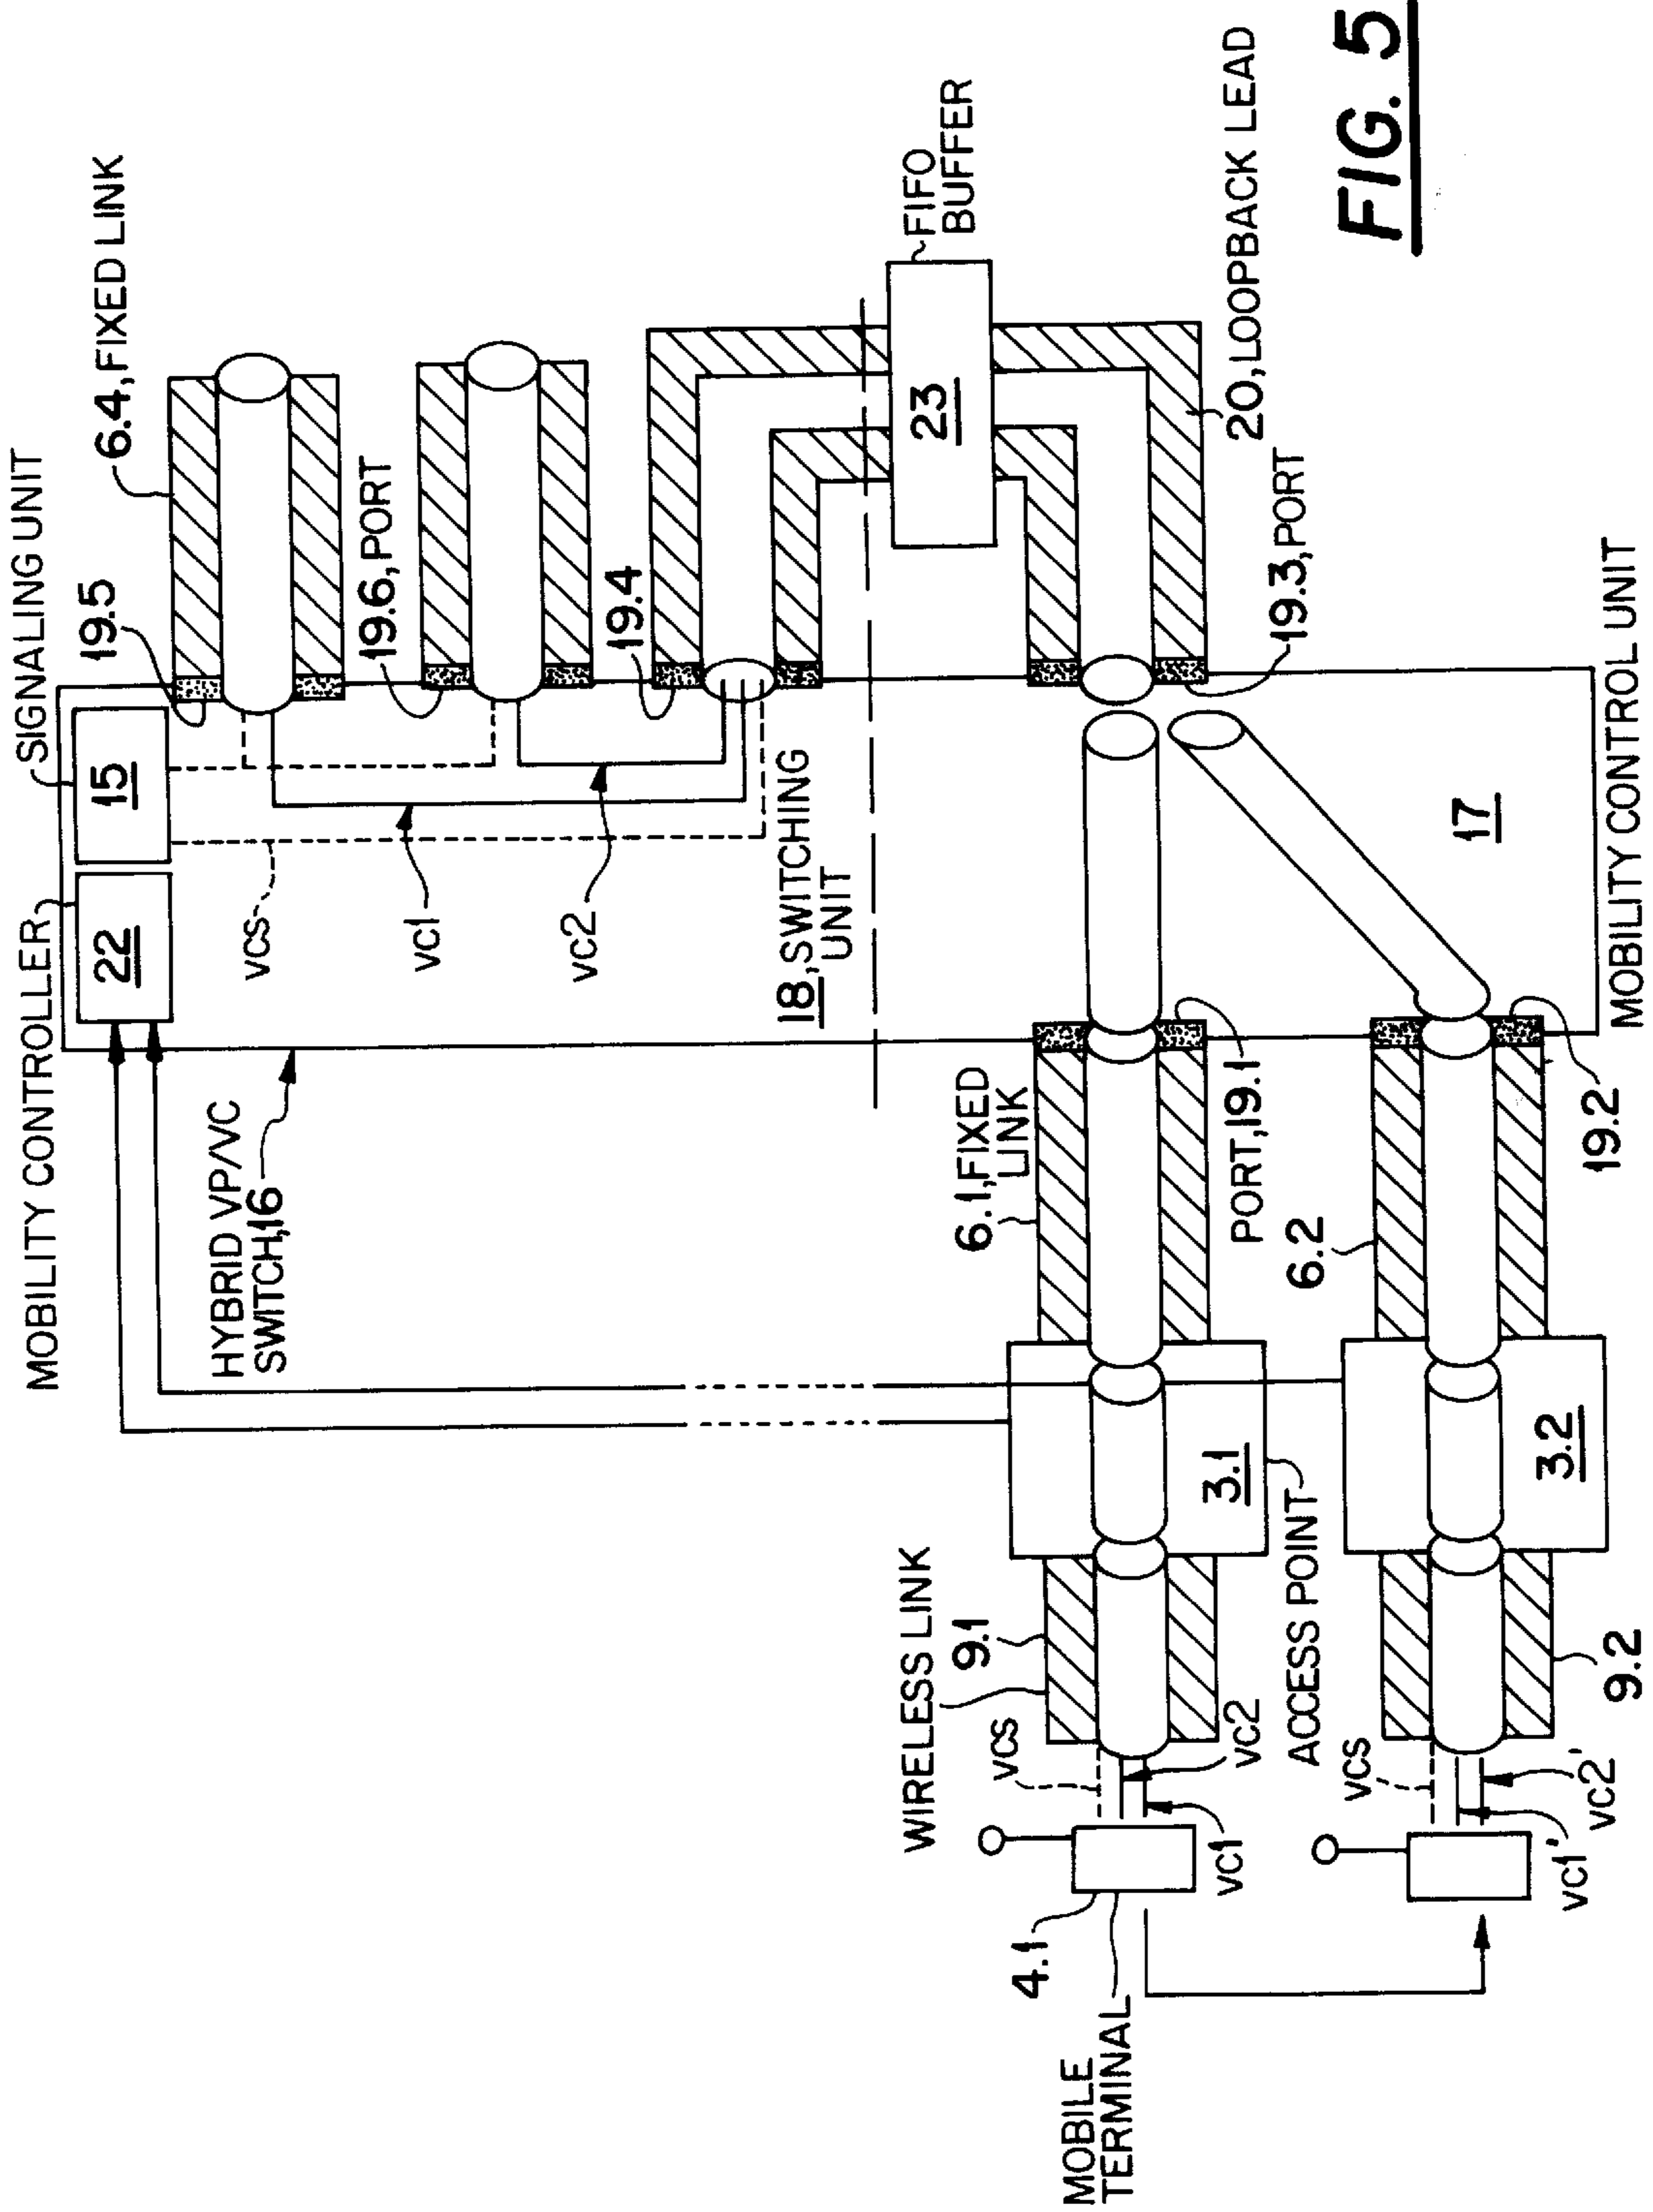 MOBILITY CONTROLLER
SIGNALING UNIT
22
15
19.5
6.4, FIXED LINK
HYBRID VP/VC
SWITCH,16
VCS
VC1
VC2
19.6, PORT
19.4
18, SWITCHING
UNIT
FIFO
BUFFER
23
20, LOOPBACK LEAD
19.3, PORT
6.1, FIXED
LINK
PORT,19.1
WIRELESS LINK
9.1
3.1
ACCESS POINT
VCS
VC2
VC1
4.1
MOBILE
TERMINAL
6.2
19.2
17
MOBILITY CONTROL UNIT
3.2
9.2
VCS
VC1'
VC2'
FIG. 5